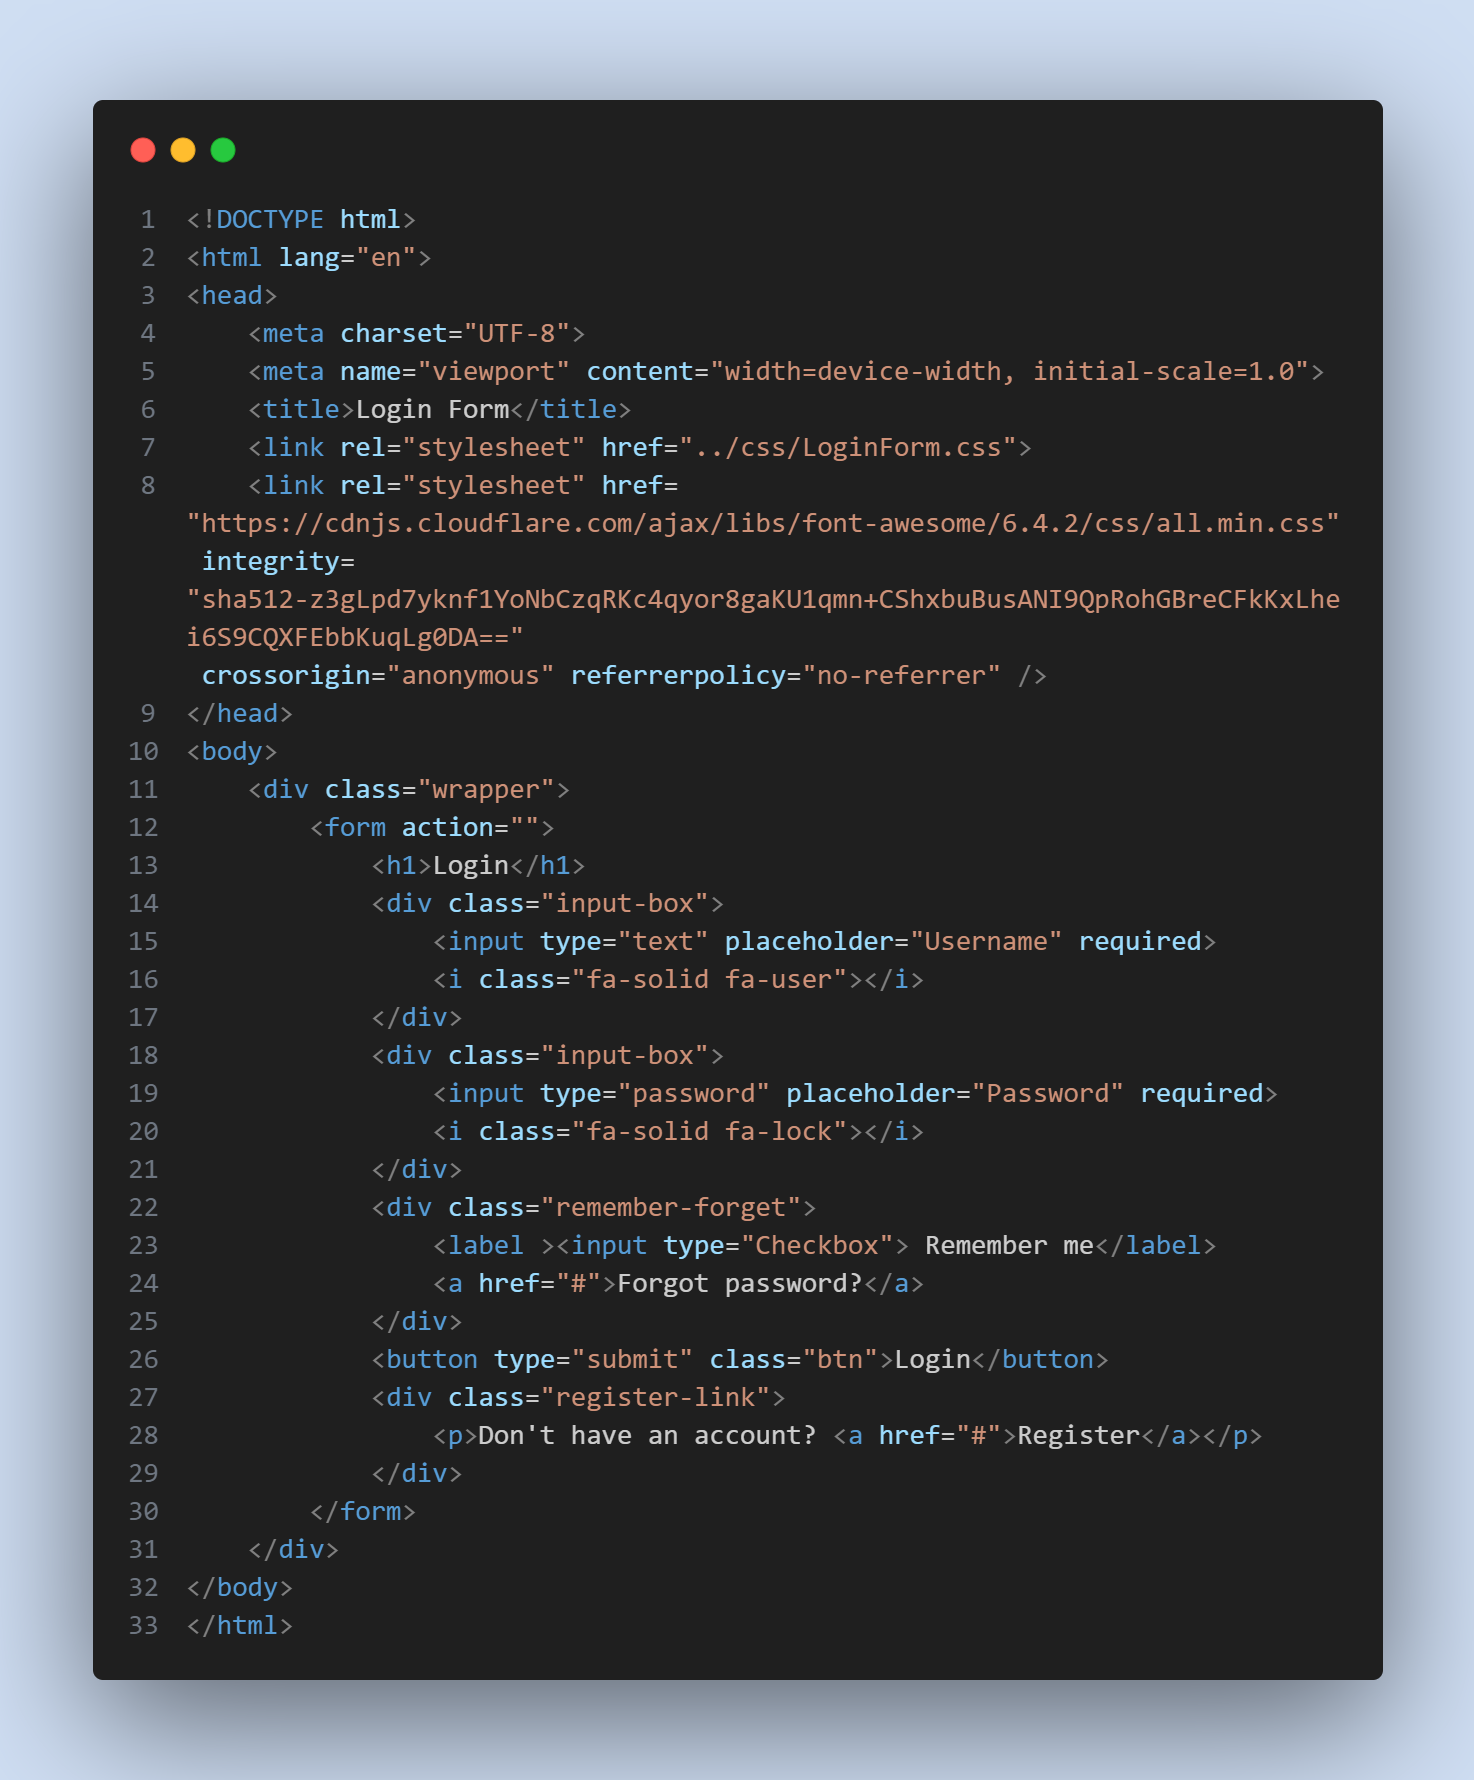 1 <!DOCTYPE html>
2 <html lang="en">
3 <head>
4     <meta charset="UTF-8">
5     <meta name="viewport" content="width=device-width, initial-scale=1.0">
6     <title>Login Form</title>
7     <link rel="stylesheet" href="../css/LoginForm.css">
8     <link rel="stylesheet" href=
"https://cdnjs.cloudflare.com/ajax/libs/font-awesome/6.4.2/css/all.min.css"
 integrity=
"sha512-z3gLpd7yknf1YoNbCzqRKc4qyor8gaKU1qmn+CShxbuBusANI9QpRohGBreCFkKxLhe
i6S9CQXFEbbKuqLg0DA=="
 crossorigin="anonymous" referrerpolicy="no-referrer" />
9 </head>
10 <body>
11     <div class="wrapper">
12         <form action="">
13             <h1>Login</h1>
14             <div class="input-box">
15                 <input type="text" placeholder="Username" required>
16                 <i class="fa-solid fa-user"></i>
17             </div>
18             <div class="input-box">
19                 <input type="password" placeholder="Password" required>
20                 <i class="fa-solid fa-lock"></i>
21             </div>
22             <div class="remember-forget">
23                 <label ><input type="Checkbox"> Remember me</label>
24                 <a href="#">Forgot password?</a>
25             </div>
26             <button type="submit" class="btn">Login</button>
27             <div class="register-link">
28                 <p>Don't have an account? <a href="#">Register</a></p>
29             </div>
30         </form>
31     </div>
32 </body>
33 </html>